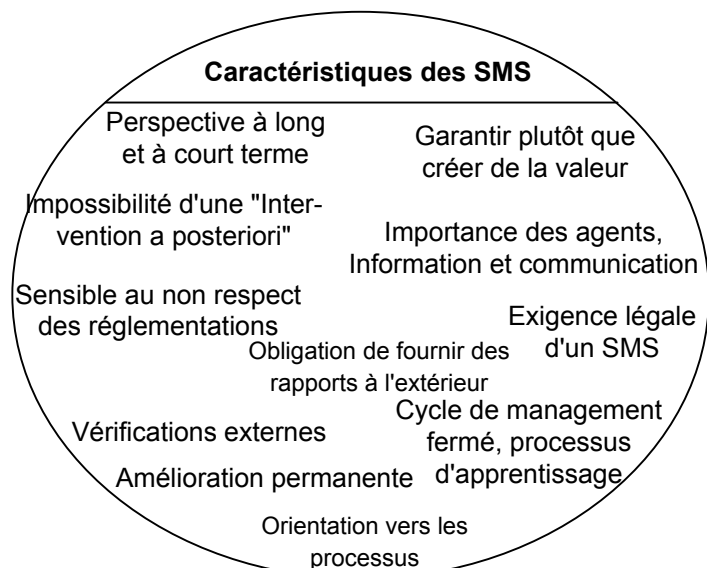 Caractéristiques des SMS
Perspective à long
et à court terme
Garantir plutôt que
créer de la valeur
Impossibilité d'une "Inter-
vention a posteriori"
Importance des agents,
Information et communication
Sensible au non respect
des réglementations
Exigence légale
d'un SMS
Obligation de fournir des
rapports à l'extérieur
Vérifications externes
Cycle de management
fermé, processus
d'apprentissage
Amélioration permanente
Orientation vers les
processus